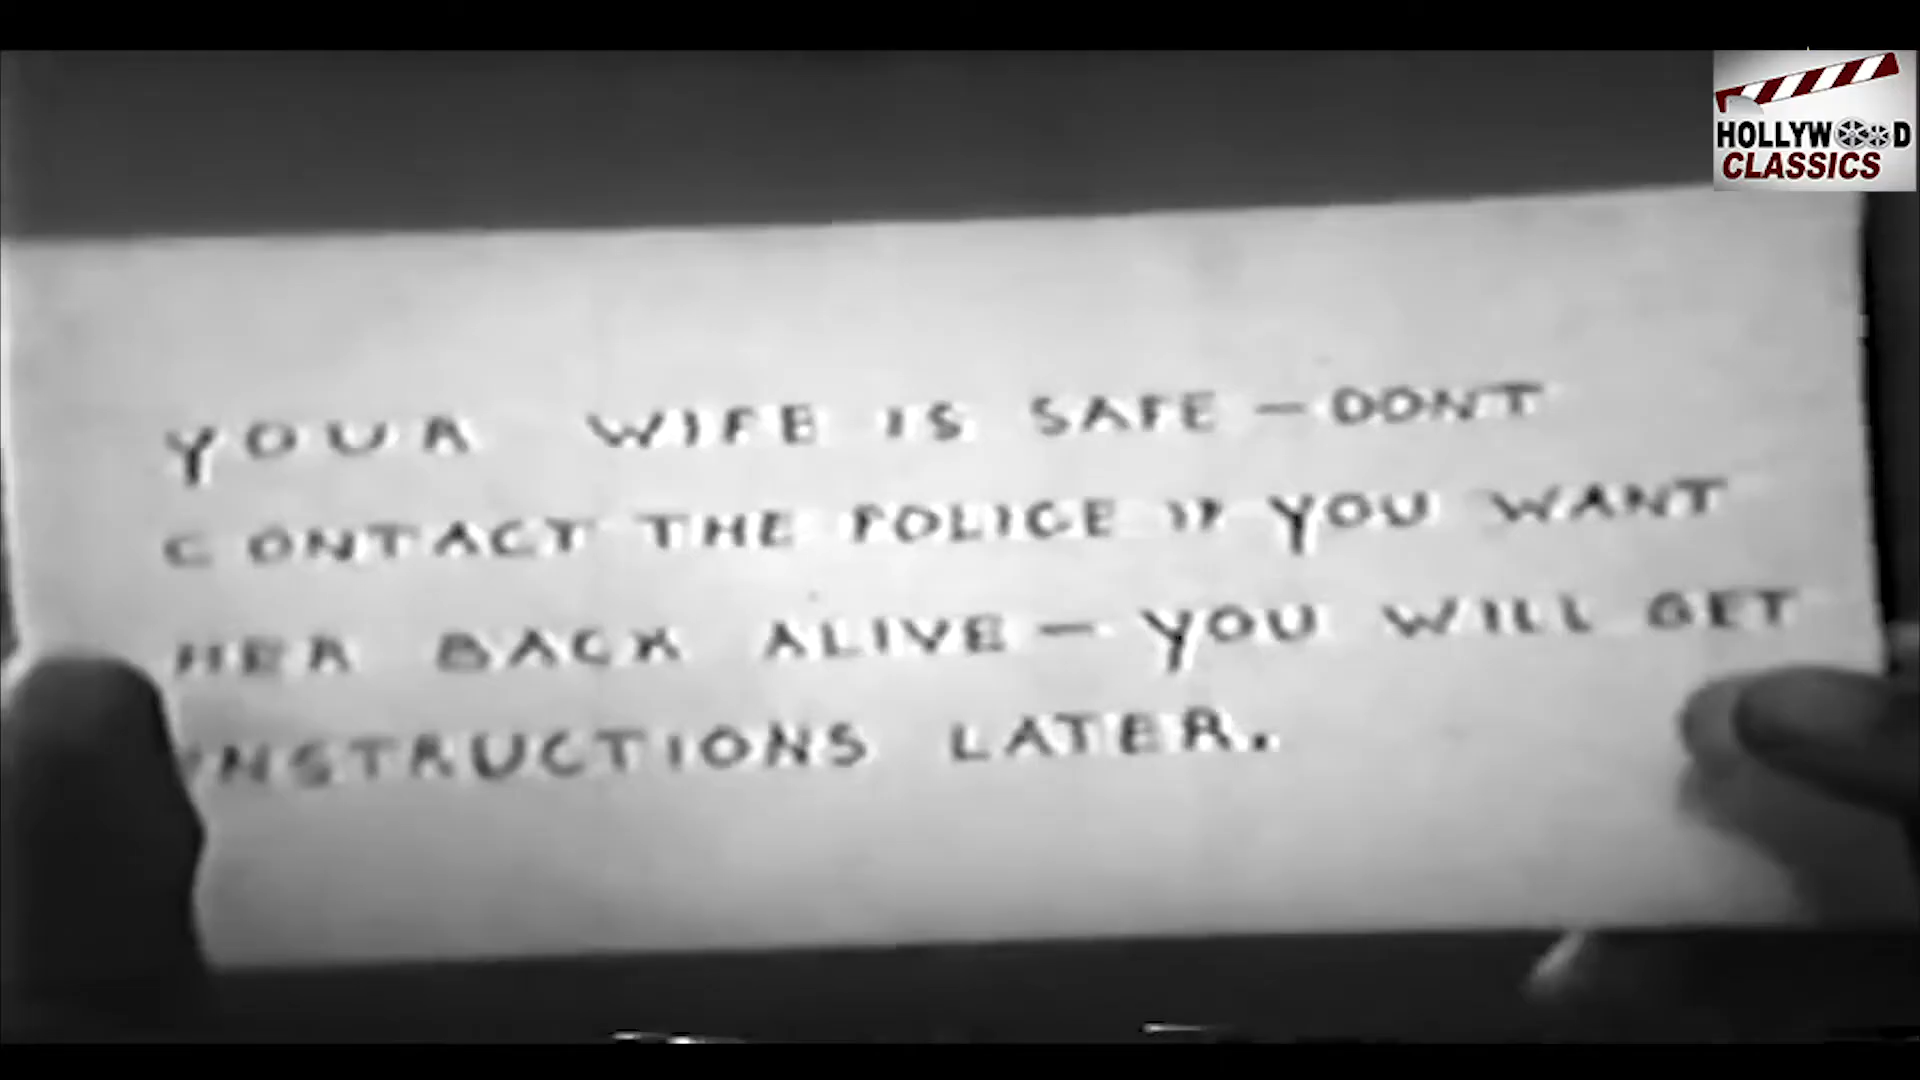 HOLLYWOOD
CLASSICS
YOUR WIFE IS SAFE — DONT
CONTACT THE POLICE IF YOU WANT
HER BACK ALIVE — YOU WILL GET
INSTRUCTIONS LATER.